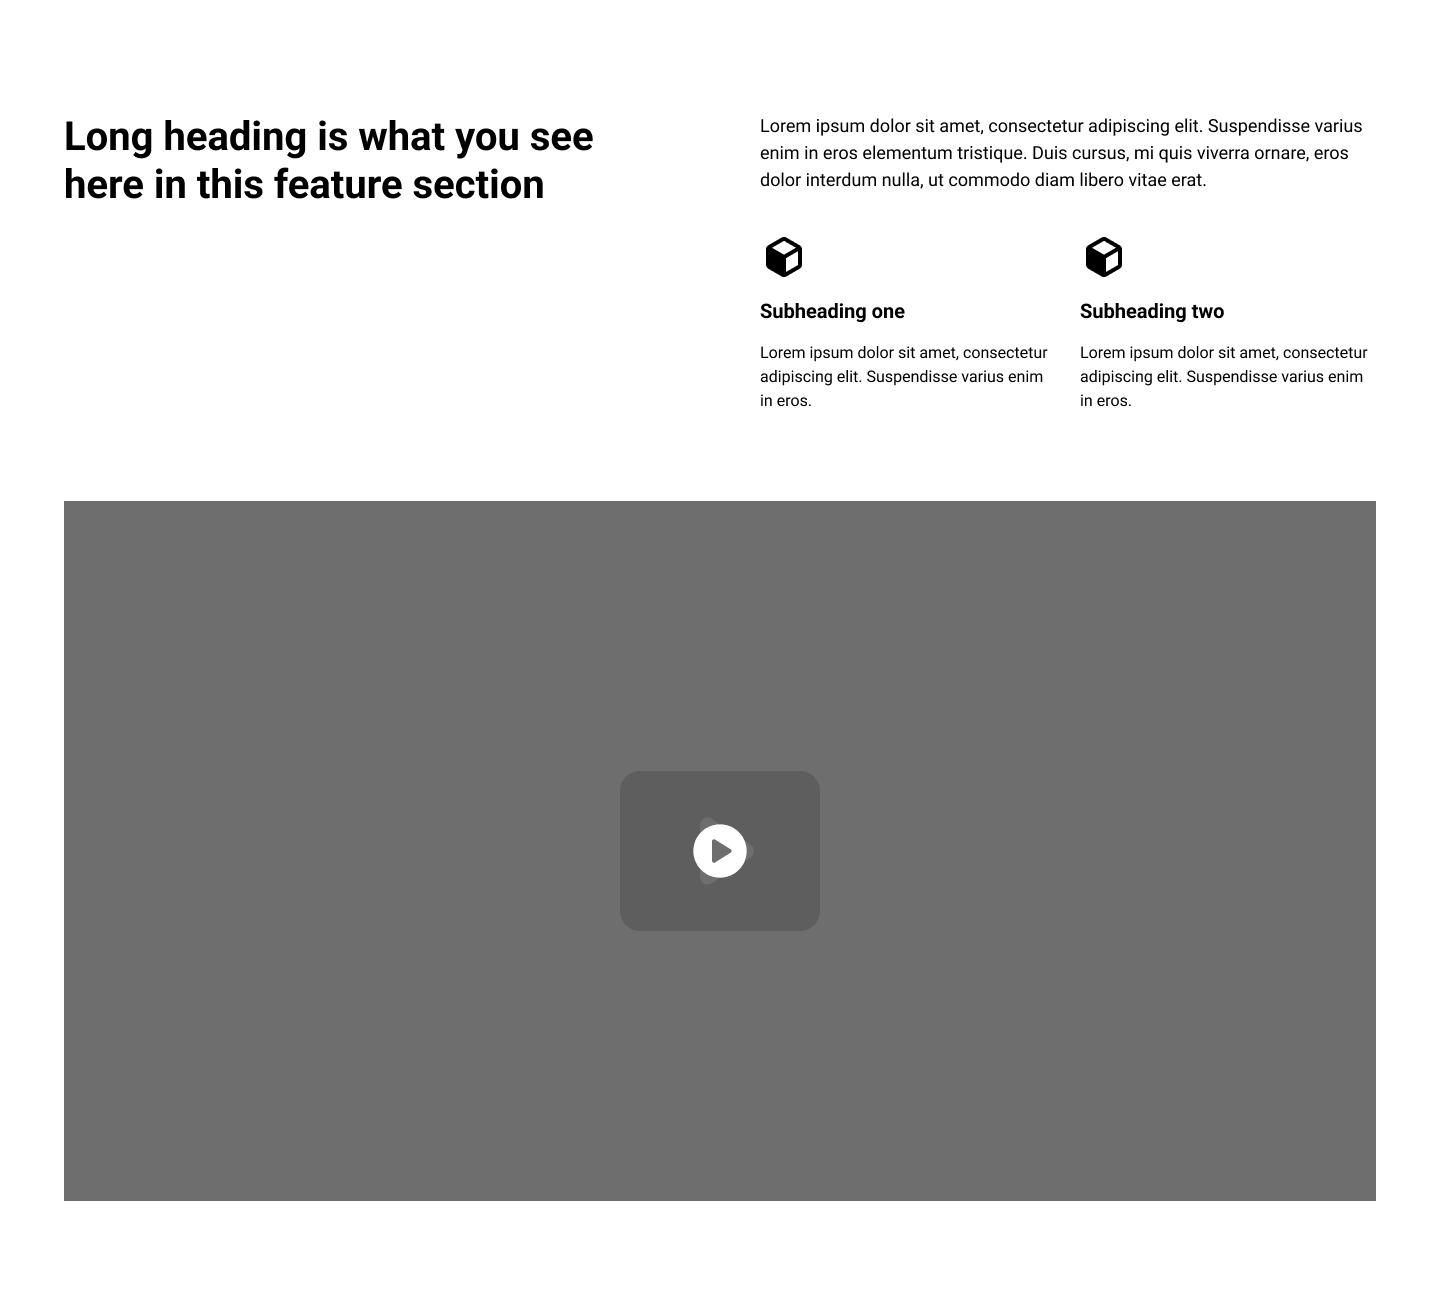 Long heading is what you see
here in this feature section
Lorem ipsum dolor sit amet, consectetur adipiscing elit. Suspendisse varius
enim in eros elementum tristique. Duis cursus, mi quis viverra ornare, eros
dolor interdum nulla, ut commodo diam libero vitae erat.
Subheading one
Lorem ipsum dolor sit amet, consectetur
adipiscing elit. Suspendisse varius enim
in eros.
Subheading two
Lorem ipsum dolor sit amet, consectetur
adipiscing elit. Suspendisse varius enim
in eros.